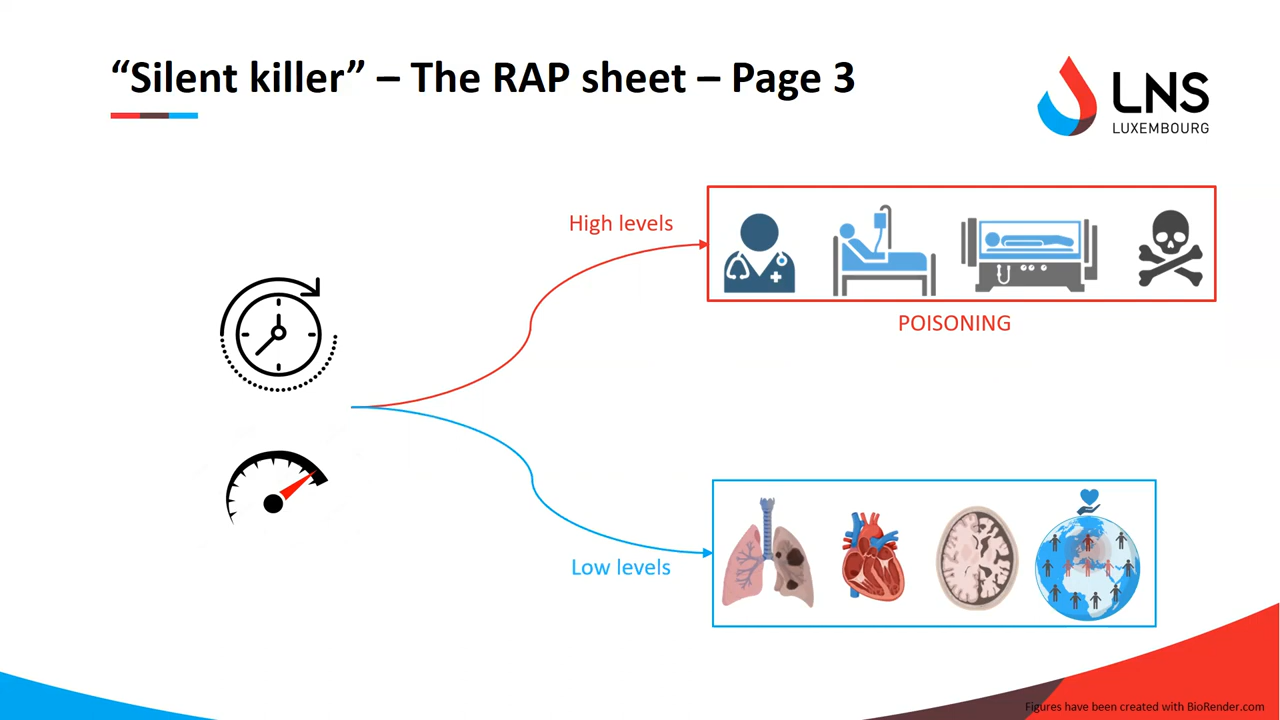 “Silent killer” – The RAP sheet – Page 3
LNS
LUXEMBOURG
High levels
POISONING
Low levels
Figures have been created with BioRender.com